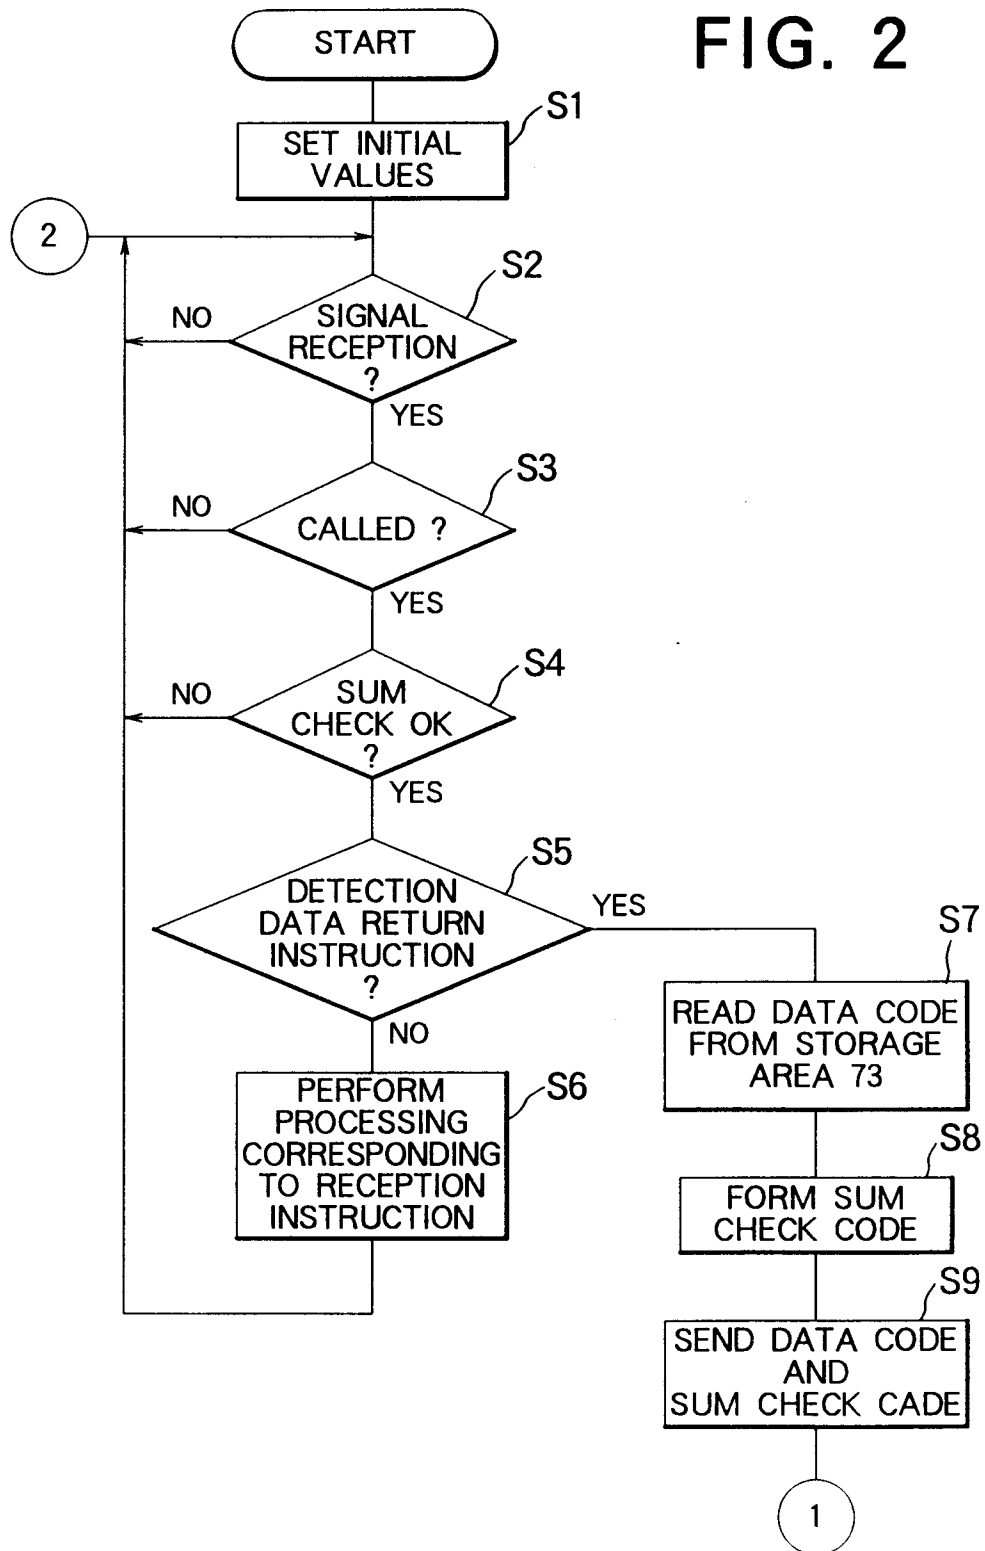 FIG. 2
START
S1
SET INITIAL
VALUES
2
S2
SIGNAL
RECEPTION
?
NO
YES
S3
CALLED ?
NO
YES
S4
SUM
CHECK OK
?
NO
YES
S5
DETECTION
DATA RETURN
INSTRUCTION
?
YES
NO
S6
PERFORM
PROCESSING
CORRESPONDING
TO RECEPTION
INSTRUCTION
S7
READ DATA CODE
FROM STORAGE
AREA 73
S8
FORM SUM
CHECK CODE
S9
SEND DATA CODE
AND
SUM CHECK CADE
1